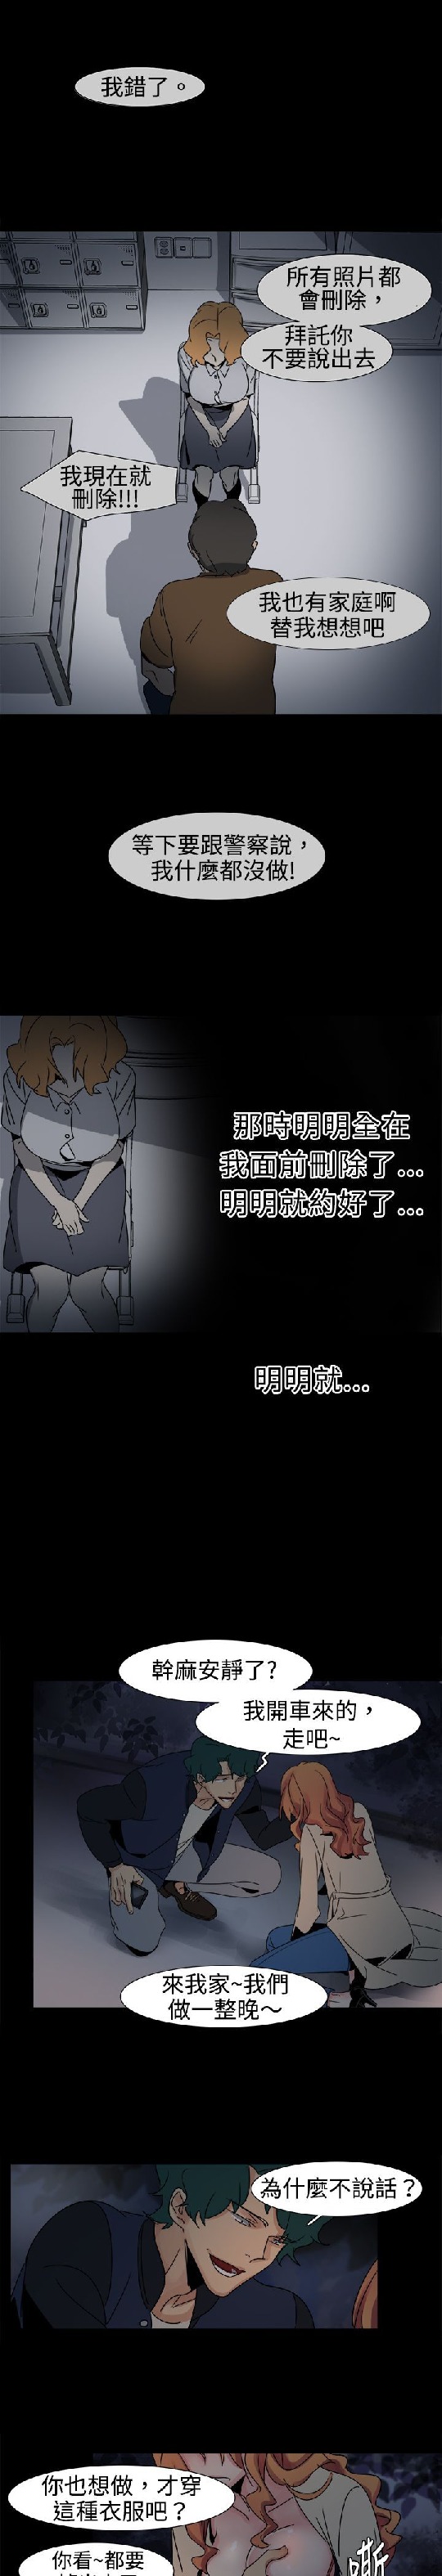 我錯了。
所有照片都
會刪除，
拜託你
不要說出去
我現在就
刪除!!!
我也有家庭啊
替我想想吧
等下要跟警察說，
我什麼都沒做!
那時明明全在
我面前刪除了...
明明就約好了...
明明就...
幹麻安靜了?
我開車來的，
走吧~
來我家~我們
做一整晚～
為什麼不說話？
你也想做，才穿
這種衣服吧？
嘶
你看~都要